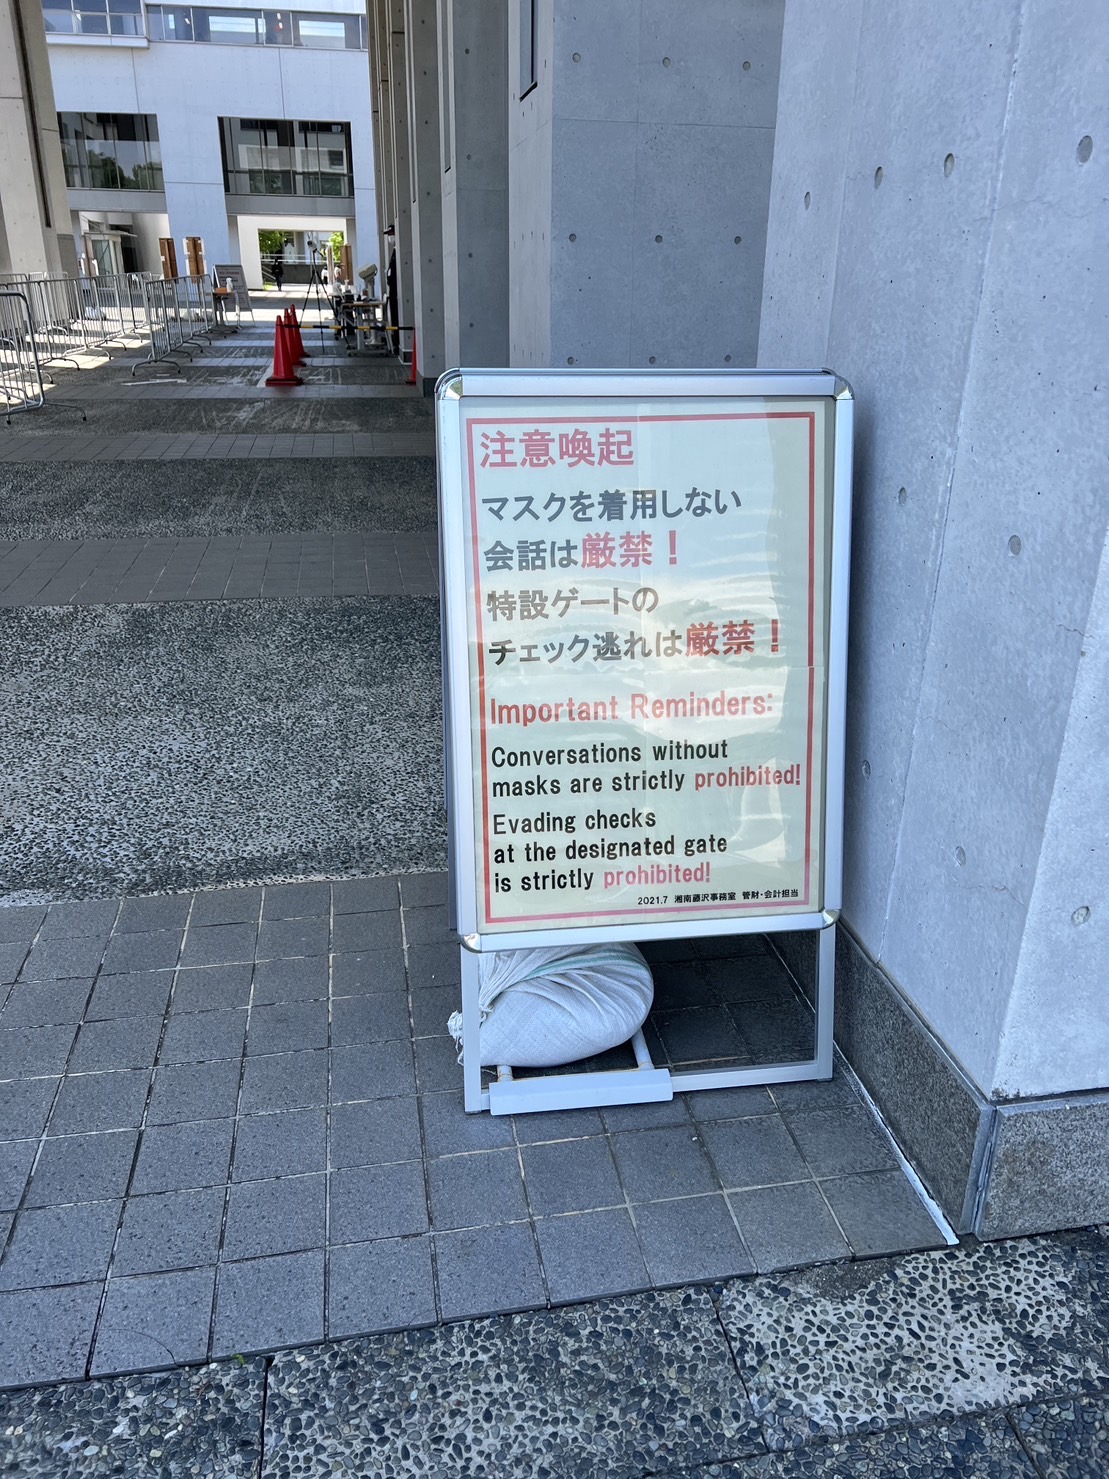 注意喚起
マスクを着用しない
会話は厳禁！
特設ゲートの
チェック逃れは厳禁！
Important Reminders:
Conversations without
masks are strictly prohibited!
Evading checks
at the designated gate
is strictly prohibited!
2021.7 湘南藤沢事務室 管財・会計担当